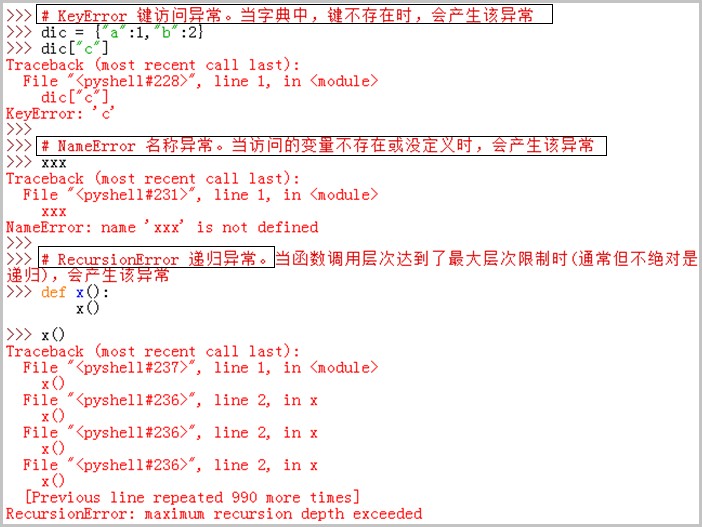 >>> # KeyError 键访问异常。当字典中，键不存在时，会产生该异常
>>> dic = {"a":1,"b":2}
>>> dic["c"]
Traceback (most recent call last):
  File "<pyshell#228>", line 1, in <module>
    dic["c"]
KeyError: 'c'
>>>
>>> # NameError 名称异常。当访问的变量不存在或没定义时，会产生该异常
>>> xxx
Traceback (most recent call last):
  File "<pyshell#231>", line 1, in <module>
    xxx
NameError: name 'xxx' is not defined
>>>
>>> # RecursionError 递归异常。当函数调用层次达到了最大层次限制时(通常但不绝对是
递归)，会产生该异常
>>> def x():
        x()
>>> x()
Traceback (most recent call last):
  File "<pyshell#237>", line 1, in <module>
    x()
  File "<pyshell#236>", line 2, in x
    x()
  File "<pyshell#236>", line 2, in x
    x()
  File "<pyshell#236>", line 2, in x
    x()
  [Previous line repeated 990 more times]
RecursionError: maximum recursion depth exceeded